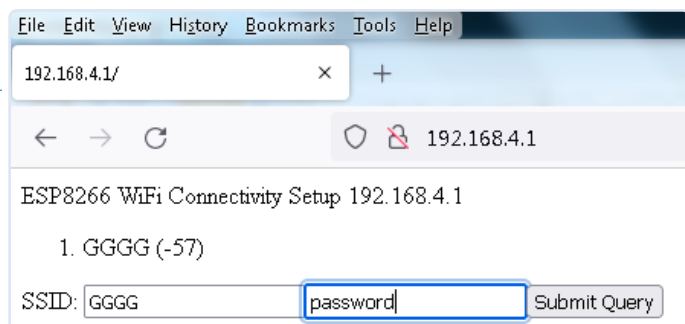 File Edit View History Bookmarks Tools Help
192.168.4.1/
192.168.4.1
ESP8266 WiFi Connectivity Setup 192.168.4.1
1. GGGG (-57)
SSID: GGGG password Submit Query